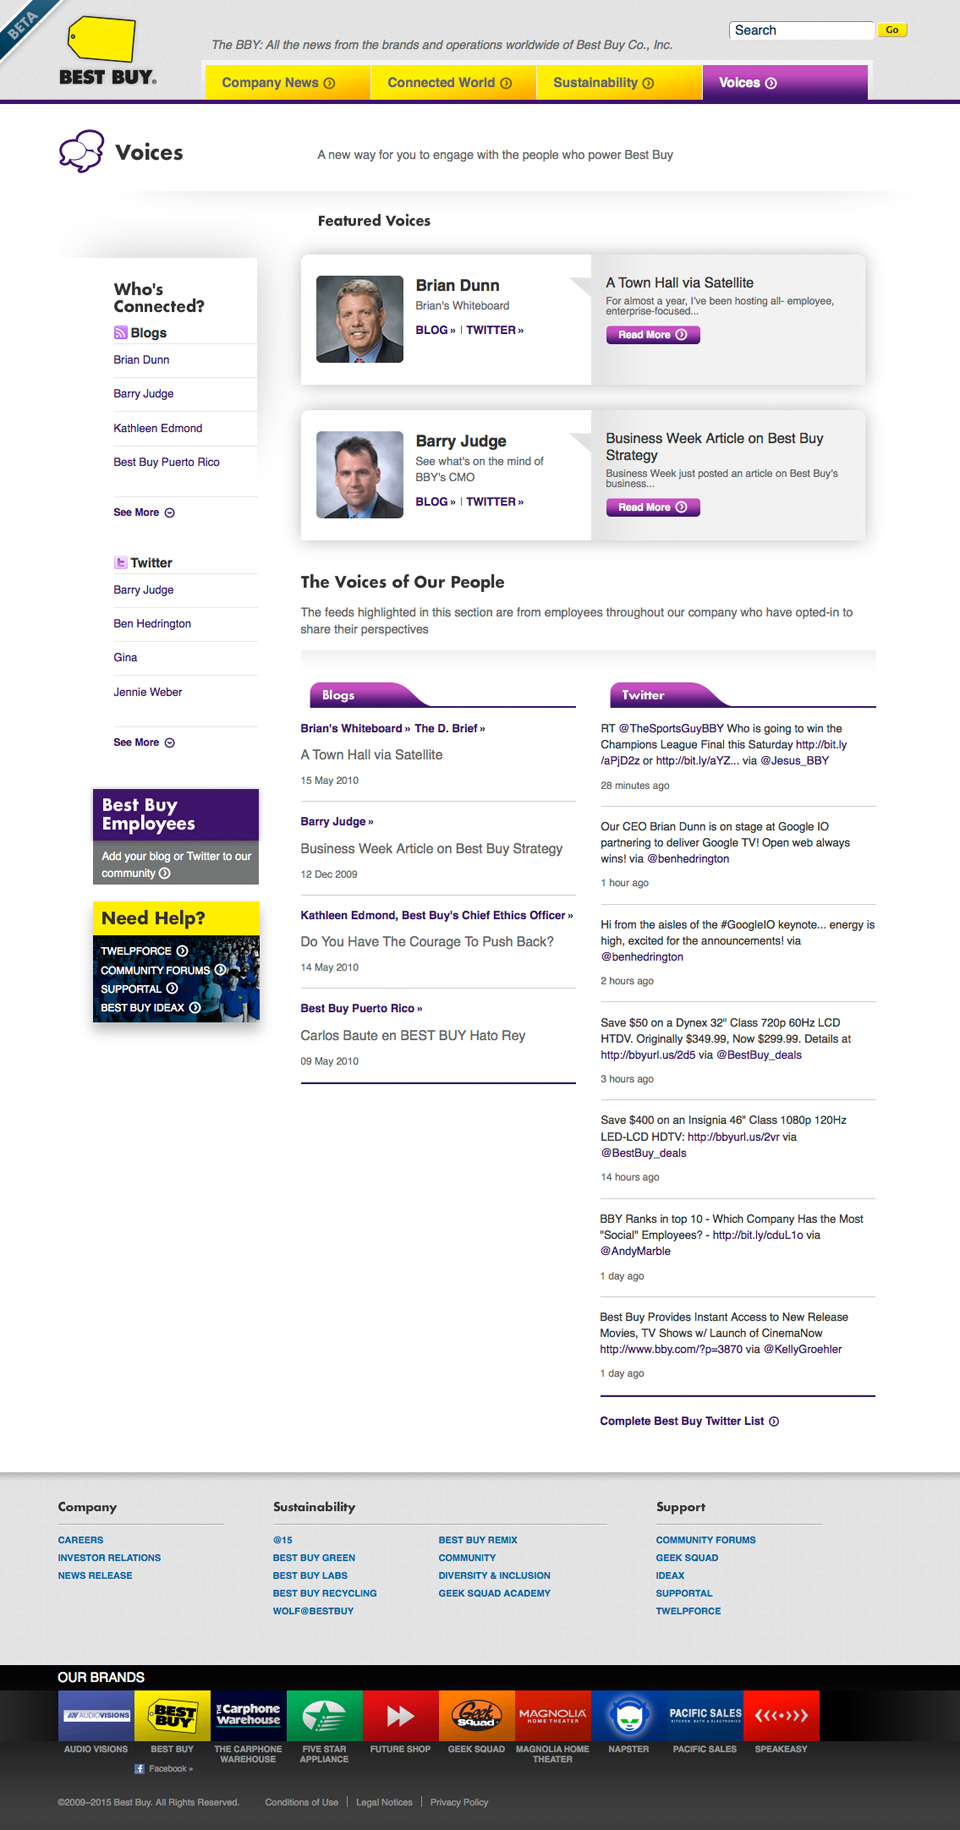 BETA
BEST BUY.
The BBY: All the news from the brands and operations worldwide of Best Buy Co., Inc.
Search
Go
Company News
Connected World
Sustainability
Voices
Voices
A new way for you to engage with the people who power Best Buy
Featured Voices
Who's
Connected?
Blogs
Brian Dunn
Barry Judge
Kathleen Edmond
Best Buy Puerto Rico
See More
Twitter
Barry Judge
Ben Hedrington
Gina
Jennie Weber
See More
Best Buy
Employees
Add your blog or Twitter to our
community
Need Help?
TWELPFORCE
COMMUNITY FORUMS
SUPPORTAL
BEST BUY IDEAX
Brian Dunn
Brian's Whiteboard
BLOG » | TWITTER »
A Town Hall via Satellite
For almost a year, I've been hosting all- employee,
enterprise-focused...
Read More
Barry Judge
See what's on the mind of
BBY's CMO
BLOG » | TWITTER »
Business Week Article on Best Buy
Strategy
Business Week just posted an article on Best Buy's
business...
Read More
The Voices of Our People
The feeds highlighted in this section are from employees throughout our company who have opted-in to
share their perspectives
Blogs
Brian's Whiteboard » The D. Brief »
A Town Hall via Satellite
15 May 2010
Barry Judge »
Business Week Article on Best Buy Strategy
12 Dec 2009
Kathleen Edmond, Best Buy's Chief Ethics Officer »
Do You Have The Courage To Push Back?
14 May 2010
Best Buy Puerto Rico »
Carlos Baute en BEST BUY Hato Rey
09 May 2010
Twitter
RT @TheSportsGuyBBY Who is going to win the
Champions League Final this Saturday http://bit.ly
/aPjD2z or http://bit.ly/aYZ... via @Jesus_BBY
28 minutes ago
Our CEO Brian Dunn is on stage at Google IO
partnering to deliver Google TV! Open web always
wins! via @benhedrington
1 hour ago
Hi from the aisles of the #GoogleIO keynote... energy is
high, excited for the announcements! via
@benhedrington
2 hours ago
Save $50 on a Dynex 32" Class 720p 60Hz LCD
HTDV. Originally $349.99, Now $299.99. Details at
http://bbyurl.us/2d5 via @BestBuy_deals
3 hours ago
Save $400 on an Insignia 46" Class 1080p 120Hz
LED-LCD HDTV: http://bbyurl.us/2vr via
@BestBuy_deals
14 hours ago
BBY Ranks in top 10 - Which Company Has the Most
"Social" Employees? - http://bit.ly/cduL1o via
@AndyMarble
1 day ago
Best Buy Provides Instant Access to New Release
Movies, TV Shows w/ Launch of CinemaNow
http://www.bby.com/?p=3870 via @KellyGroehler
1 day ago
Complete Best Buy Twitter List
Company
CAREERS
INVESTOR RELATIONS
NEWS RELEASE
Sustainability
@15
BEST BUY GREEN
BEST BUY LABS
BEST BUY RECYCLING
WOLF@BESTBUY
BEST BUY REMIX
COMMUNITY
DIVERSITY & INCLUSION
GEEK SQUAD ACADEMY
Support
COMMUNITY FORUMS
GEEK SQUAD
IDEAX
SUPPORTAL
TWELPFORCE
OUR BRANDS
AUDIOVISIONS
BEST BUY
THE Carphone Warehouse
Geek Squad
MAGNOLIA HOME THEATER
PACIFIC SALES
KITCHEN, BATH & ELECTRONICS
AUDIO VISIONS
BEST BUY
THE CARPHONE
WAREHOUSE
FIVE STAR
APPLIANCE
FUTURE SHOP
GEEK SQUAD
MAGNOLIA HOME
THEATER
NAPSTER
PACIFIC SALES
SPEAKEASY
Facebook »
©2009–2015 Best Buy. All Rights Reserved.
Conditions of Use | Legal Notices | Privacy Policy